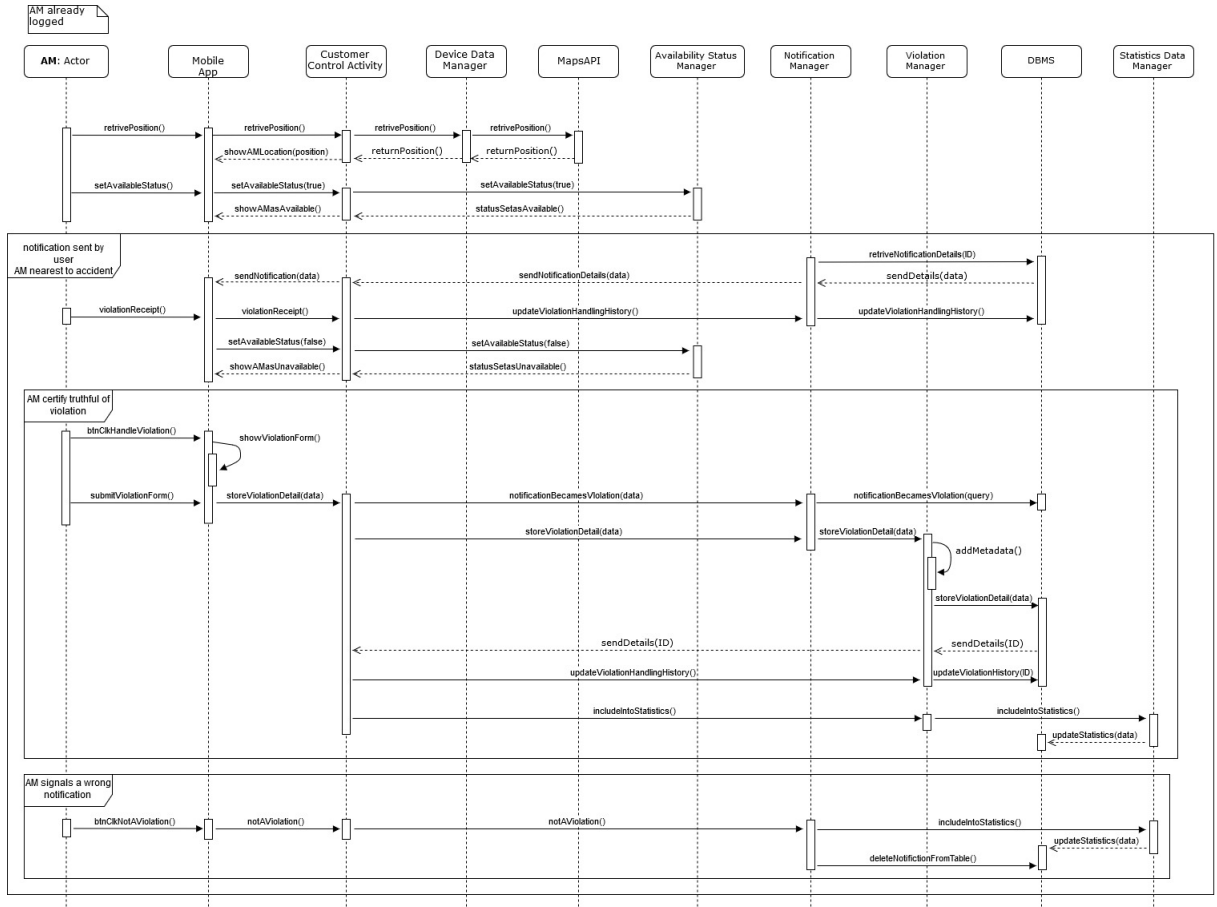 AM already
logged
AM: Actor
Mobile
App
Customer
Control Activity
Device Data
Manager
MapsAPI
Availability Status
Manager
Notification
Manager
Violation
Manager
DBMS
Statistics Data
Manager
retrivePosition()
retrivePosition()
retrivePosition()
retrivePosition()
showAMLocation(position)
returnPosition()
returnPosition()
setAvailableStatus()
setAvailableStatus(true)
setAvailableStatus(true)
showAMasAvailable()
statusSetasAvailable()
notification sent by
user
AM nearest to accident
retriveNotificationDetails(ID)
sendNotification(data)
sendNotificationDetails(data)
sendDetails(data)
violationReceipt()
violationReceipt()
updateViolationHandlingHistory()
updateViolationHandlingHistory()
setAvailableStatus(false)
setAvailableStatus(false)
showAMasUnavailable()
statusSetasUnavailable()
AM certify truthful of
violation
btnClkHandleViolation()
showViolationForm()
submitViolationForm()
storeViolationDetail(data)
notificationBecamesVIolation(data)
notificationBecamesVIolation(query)
storeViolationDetail(data)
storeViolationDetail(data)
addMetadata()
storeViolationDetail(data)
sendDetails(ID)
sendDetails(ID)
updateViolationHandlingHistory()
updateViolationHistory(ID)
includeIntoStatistics()
includeIntoStatistics()
updateStatistics(data)
AM signals a wrong
notification
btnClkNotAViolation()
notAViolation()
notAViolation()
includeIntoStatistics()
updateStatistics(data)
deleteNotifictionFromTable()